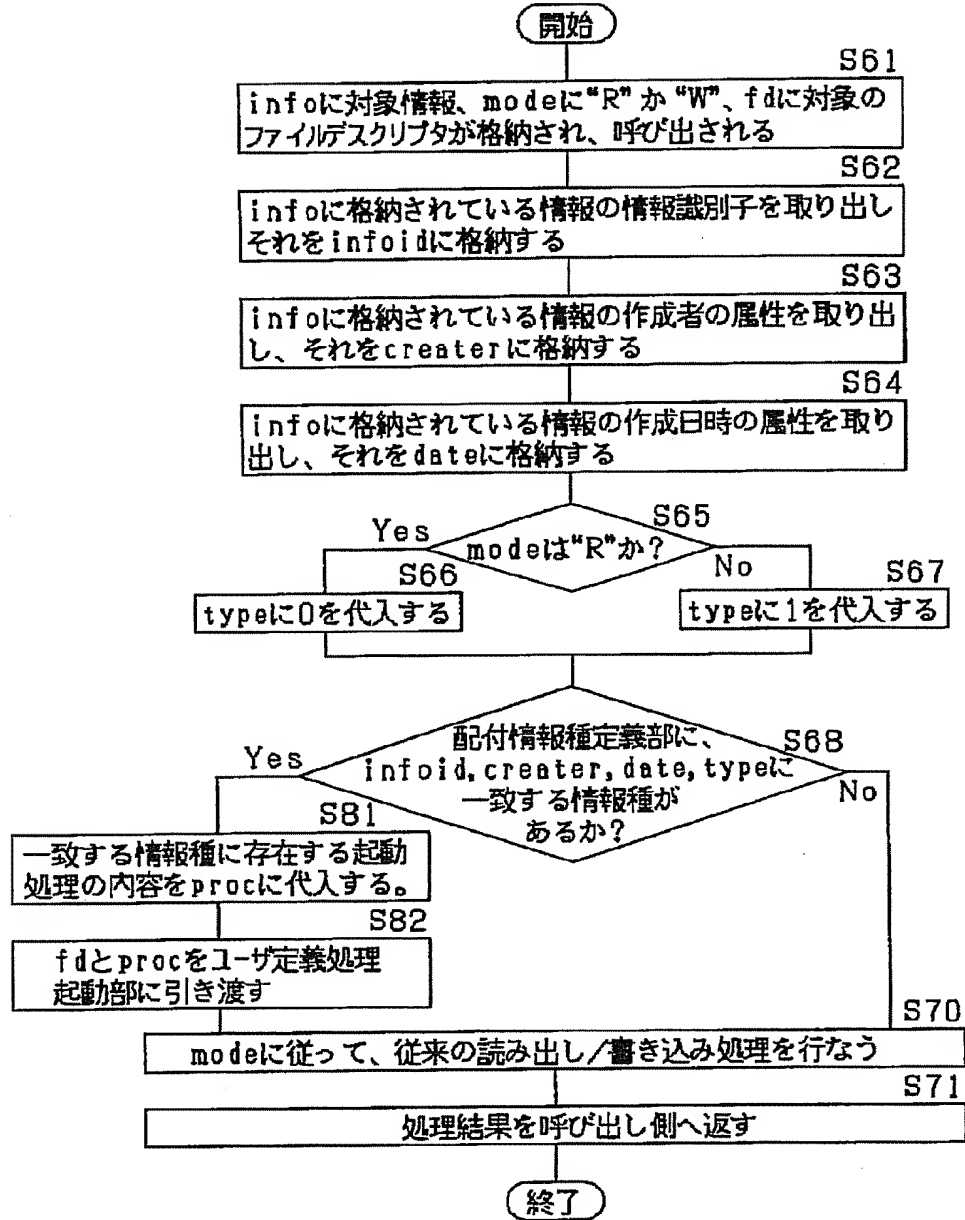 開始
S61
infoに対象情報、modeに“R”か“W”、fdに対象の
ファイルデスクリプタが格納され、呼び出される
S62
infoに格納されている情報の情報識別子を取り出し
それをinfoidに格納する
S63
infoに格納されている情報の作成者の属性を取り出
し、それをcreaterに格納する
S64
infoに格納されている情報の作成日時の属性を取り
出し、それをdateに格納する
S65
Yes
modeは“R”か？
No
S66
typeに0を代入する
S67
typeに1を代入する
配付情報種定義部に、
S68
Yes
infoid,creater,date,typeに
No
一致する情報種が
あるか？
S81
一致する情報種に存在する起動
処理の内容をprocに代入する。
S82
fdとprocをユーザ定義処理
起動部に引き渡す
S70
modeに従って、従来の読み出し/書き込み処理を行なう
S71
処理結果を呼び出し側へ返す
終了